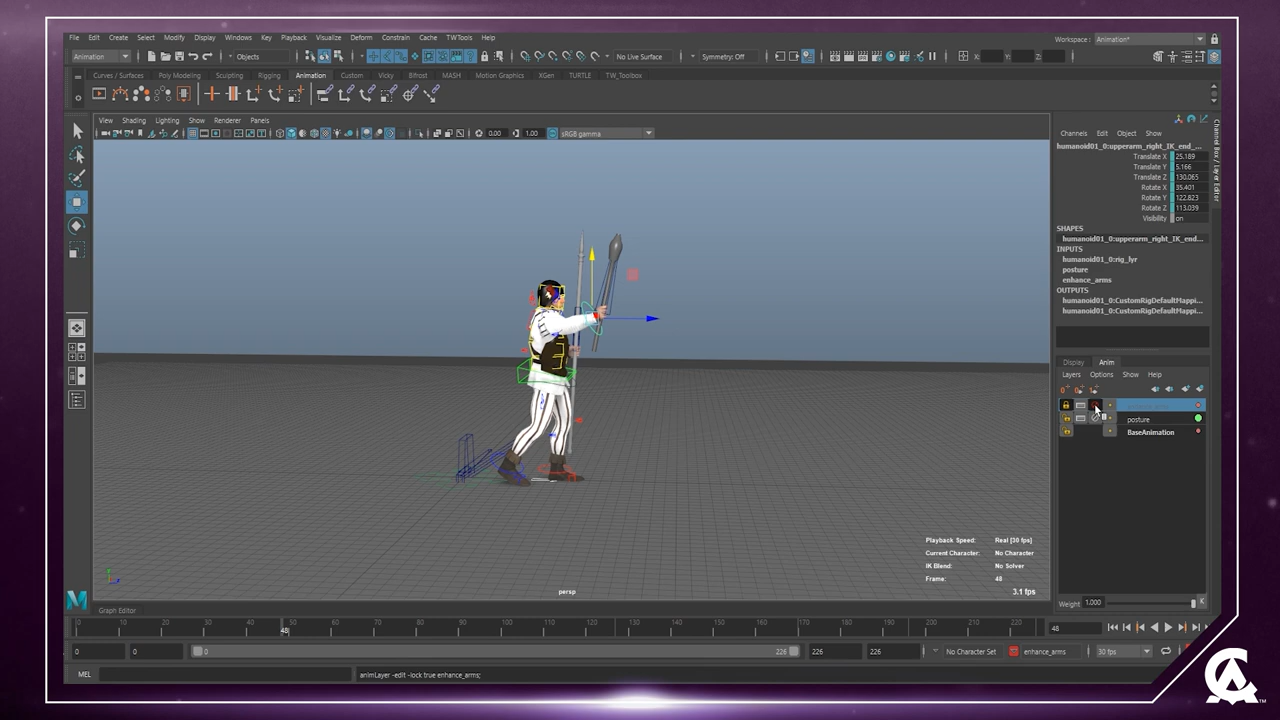 File Edit Create Select Modify Display Windows Key Playback Visualize Deform Constrain Cache TWTools Help
Workspace : Animation*
Animation Objects No Live Surface Symmetry: Off X: Y: Z:
Curves / Surfaces Poly Modeling Sculpting Rigging Animation Custom Vicky Bifrost MASH Motion Graphics XGen TURTLE TW_Toolbox
View Shading Lighting Show Renderer Panels
0.00 1.00 sRGB gamma
Channels Edit Object Show
humanoid01_0:upperarm_right_IK_end_...
Translate X 25.189
Translate Y 5.166
Translate Z 130.065
Rotate X 35.401
Rotate Y 122.823
Rotate Z 113.039
Visibility on
SHAPES
humanoid01_0:upperarm_right_IK_end...
INPUTS
humanoid01_0:rig_lyr
posture
enhance_arms
OUTPUTS
humanoid01_0:CustomRigDefaultMappi...
humanoid01_0:CustomRigDefaultMappi...
Channel Box / Layer Editor
Display Anim
Layers Options Show Help
posture
BaseAnimation
Playback Speed: Real [30 fps]
Current Character: No Character
IK Blend: No Solver
Frame: 48
3.1 fps
persp
Weight 1.000
Graph Editor
0 10 20 30 40 48 50 60 70 80 90 100 110 120 130 140 150 160 170 180 190 200 210 220
48
0 0 0 226 226 226 No Character Set enhance_arms 30 fps
MEL animLayer -edit -lock true enhance_arms;